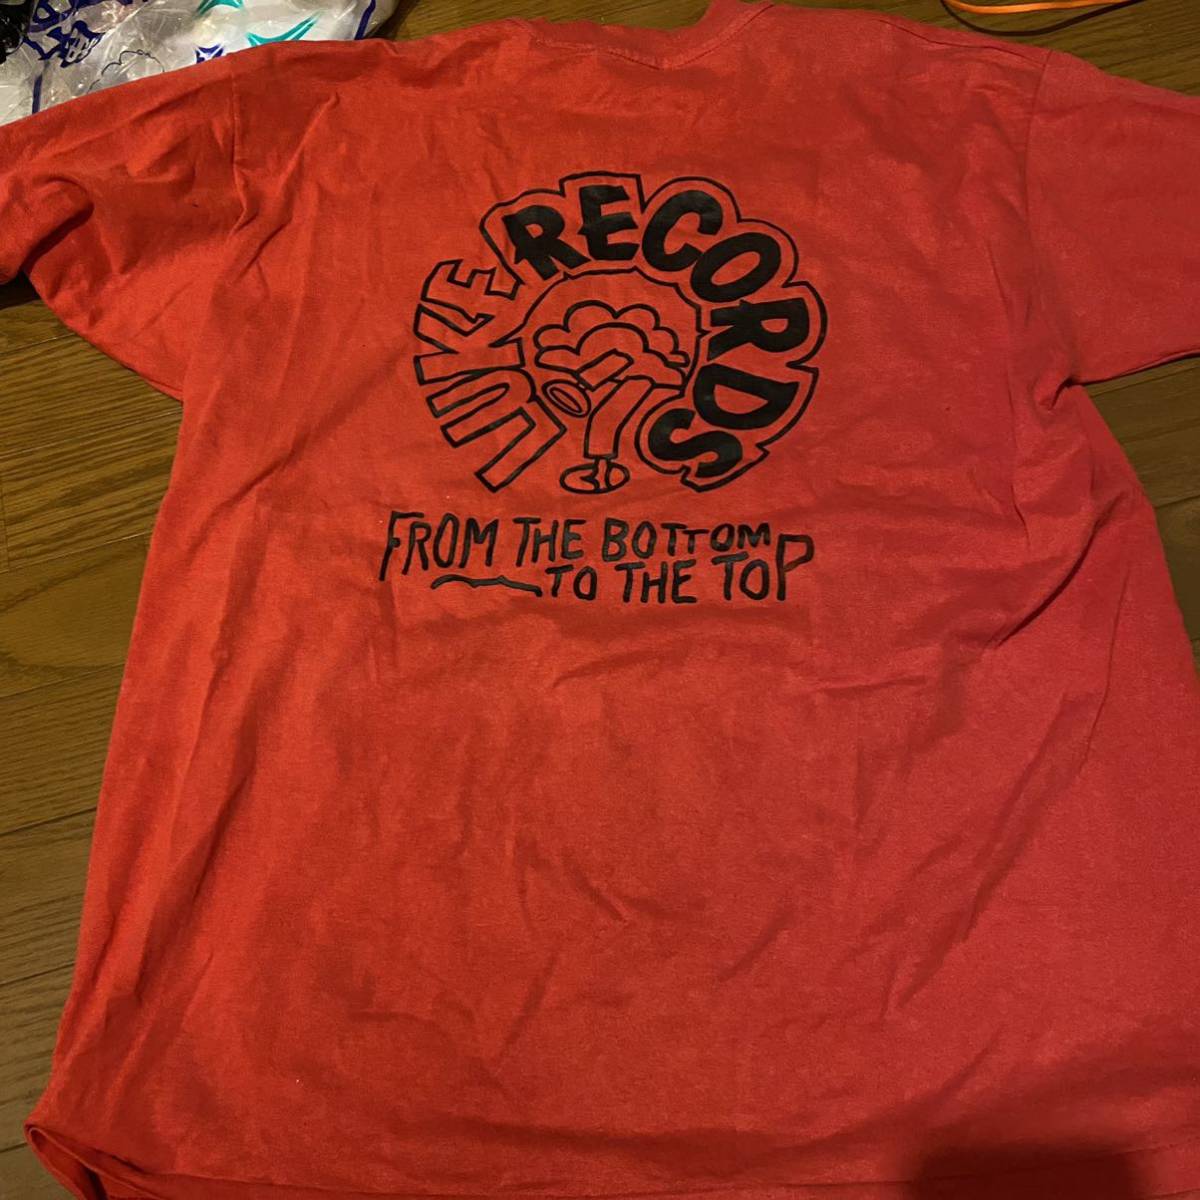 LUKE RECORDS
FROM THE BOTTOM
TO THE TOP